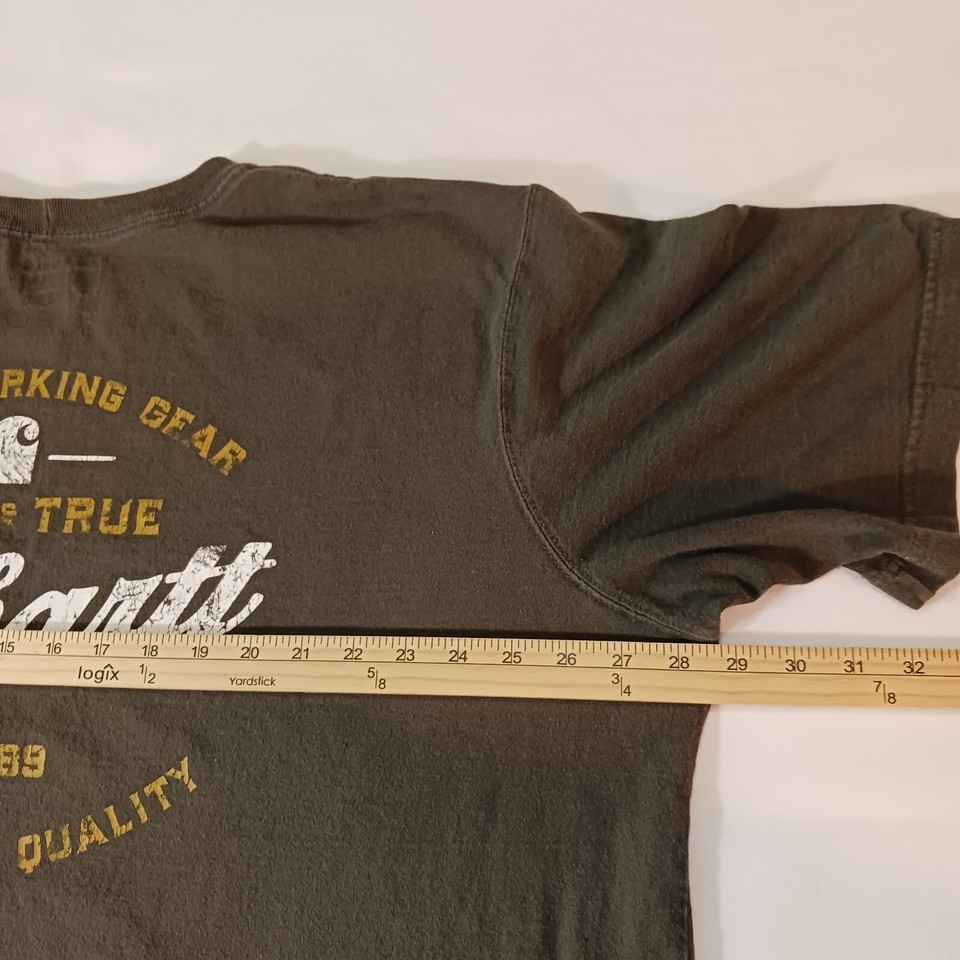 RKING GEAR
TRUE
hartt
15 16 17 18 19 20 21 22 23 24 25 26 27 28 29 30 31 32
logix 1/2 Yardstick 5/8 3/4 7/8
89
QUALITY